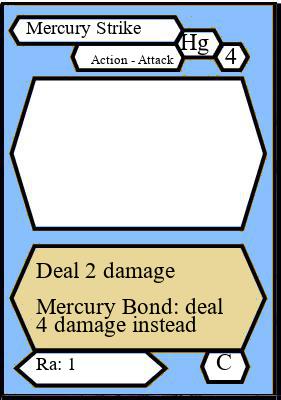 Mercury Strike
Hg
Action - Attack
4
Deal 2 damage
Mercury Bond: deal
4 damage instead
Ra: 1
C